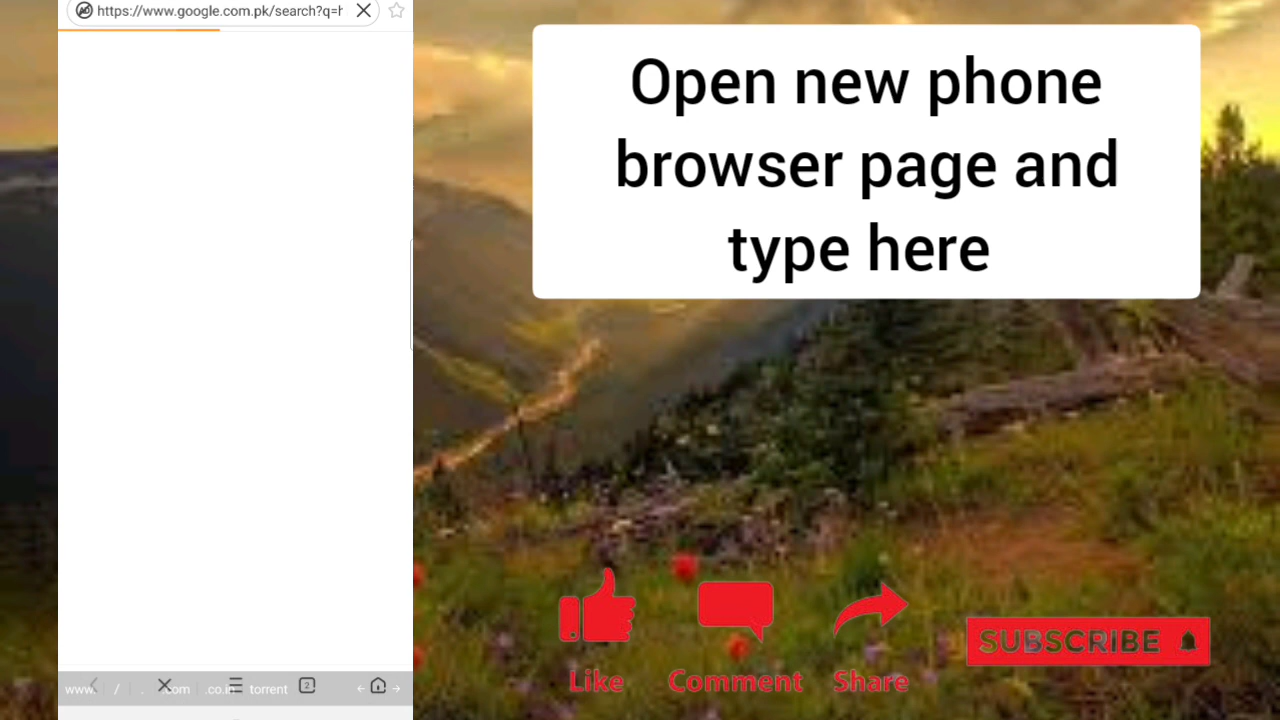 https://www.google.com.pk/search?q=h
Open new phone
browser page and
type here
www. / . .com .co.in torrent
2
Like Comment Share
SUBSCRIBE